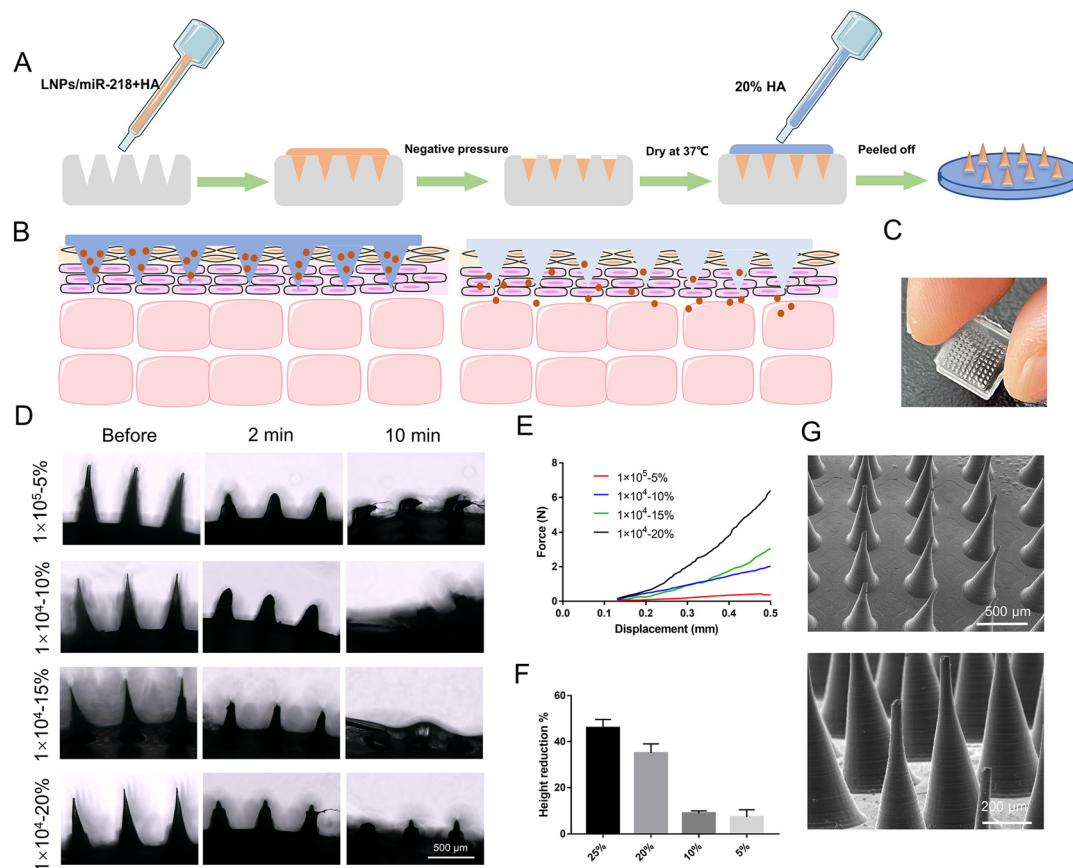 A
LNPs/miR-218+HA
20% HA
Negative pressure
Dry at 37℃
Peeled off
B
C
D
Before
2 min
10 min
1×10⁵-5%
1×10⁴-10%
1×10⁴-15%
1×10⁴-20%
500 μm
E
Force (N)
8
6
4
2
0
0.0
0.1
0.2
0.3
0.4
0.5
Displacement (mm)
1×10⁵-5%
1×10⁴-10%
1×10⁴-15%
1×10⁴-20%
F
Height reduction %
60
40
20
0
25%
20%
10%
5%
G
500 μm
200 μm